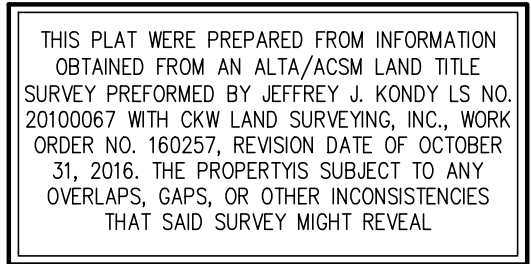 THIS PLAT WERE PREPARED FROM INFORMATION
OBTAINED FROM AN ALTA/ACSM LAND TITLE
SURVEY PREFORMED BY JEFFREY J. KONDY LS NO.
20100067 WITH CKW LAND SURVEYING, INC., WORK
ORDER NO. 160257, REVISION DATE OF OCTOBER
31, 2016. THE PROPERTYIS SUBJECT TO ANY
OVERLAPS, GAPS, OR OTHER INCONSISTENCIES
THAT SAID SURVEY MIGHT REVEAL